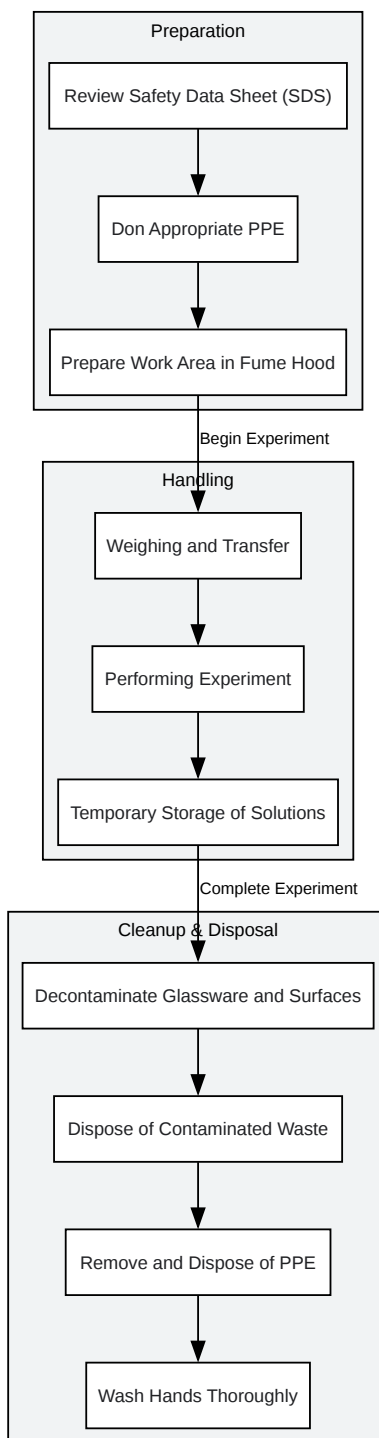 Preparation
Review Safety Data Sheet (SDS)
Don Appropriate PPE
Prepare Work Area in Fume Hood
Begin Experiment
Handling
Weighing and Transfer
Performing Experiment
Temporary Storage of Solutions
Complete Experiment
Cleanup & Disposal
Decontaminate Glassware and Surfaces
Dispose of Contaminated Waste
Remove and Dispose of PPE
Wash Hands Thoroughly